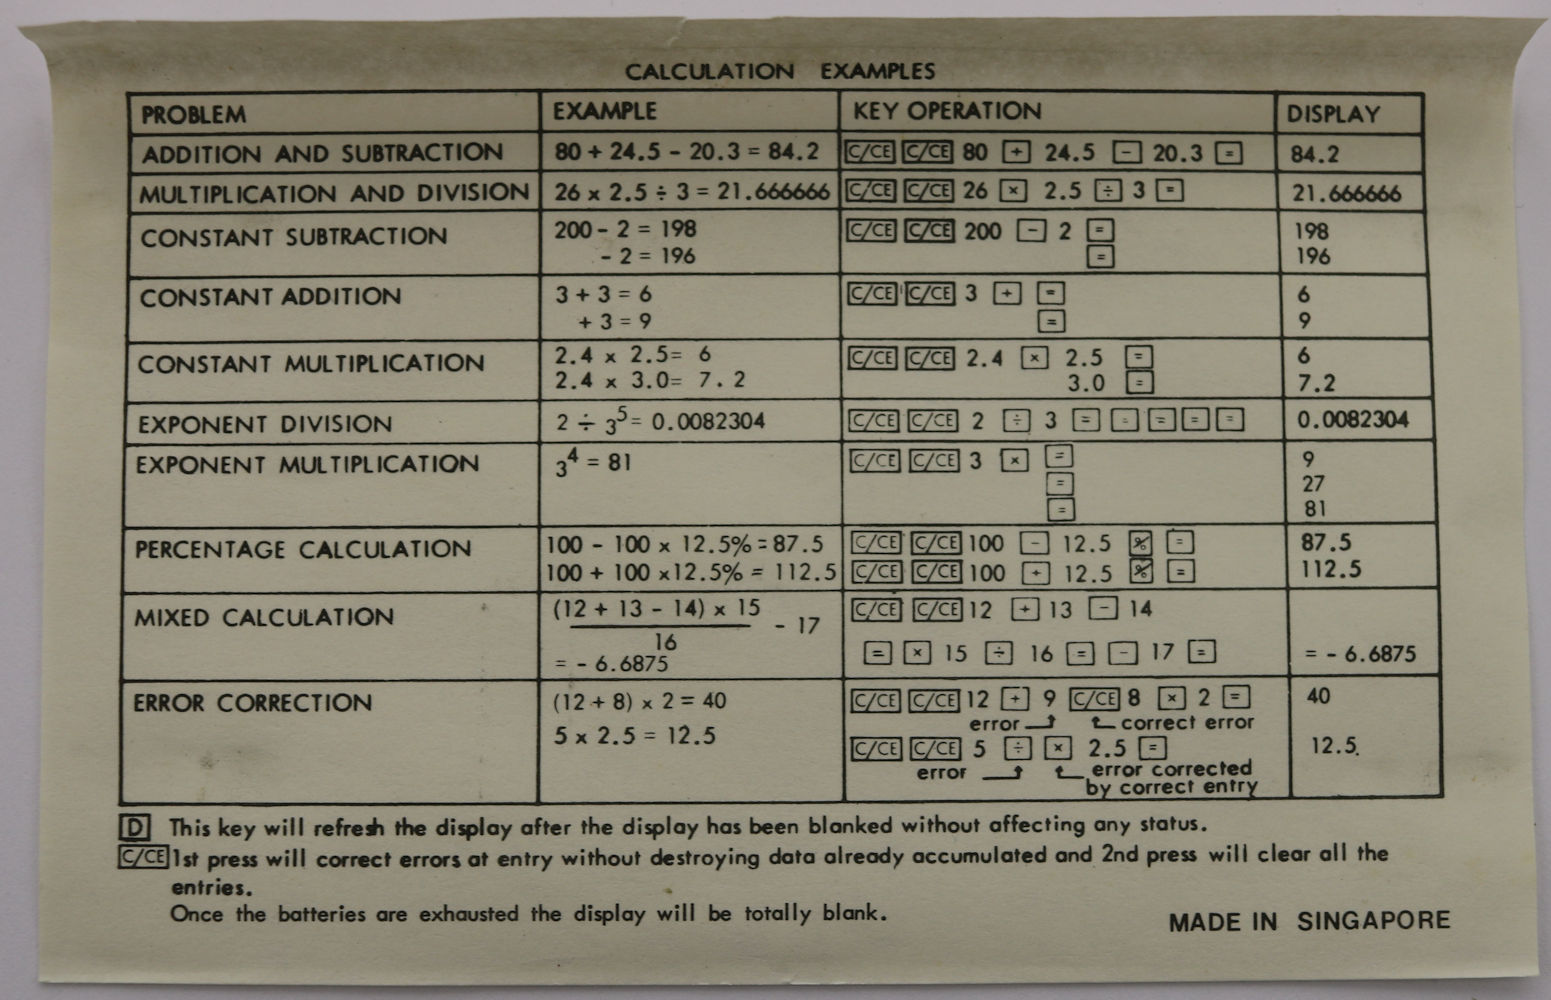 CALCULATION EXAMPLES
PROBLEM EXAMPLE KEY OPERATION DISPLAY
ADDITION AND SUBTRACTION 80 + 24.5 - 20.3 = 84.2 C/CE C/CE 80 + 24.5 - 20.3 = 84.2
MULTIPLICATION AND DIVISION 26 x 2.5 ÷ 3 = 21.666666 C/CE C/CE 26 × 2.5 ÷ 3 = 21.666666
CONSTANT SUBTRACTION 200 - 2 = 198 C/CE C/CE 200 - 2 = 198
- 2 = 196 = 196
CONSTANT ADDITION 3 + 3 = 6 C/CE C/CE 3 + = 6
+ 3 = 9 = 9
CONSTANT MULTIPLICATION 2.4 x 2.5= 6 C/CE C/CE 2.4 × 2.5 = 6
2.4 x 3.0= 7.2 3.0 = 7.2
EXPONENT DIVISION 2 ÷ 3⁵= 0.0082304 C/CE C/CE 2 ÷ 3 = = = = = 0.0082304
EXPONENT MULTIPLICATION 3⁴ = 81 C/CE C/CE 3 × = 9
= 27
= 81
PERCENTAGE CALCULATION 100 - 100 x 12.5% = 87.5 C/CE C/CE 100 - 12.5 % = 87.5
100 + 100 x12.5% = 112.5 C/CE C/CE 100 + 12.5 % = 112.5
MIXED CALCULATION (12 + 13 - 14) x 15 C/CE C/CE 12 + 13 - 14
16 - 17
= - 6.6875 = × 15 ÷ 16 = - 17 = = - 6.6875
ERROR CORRECTION (12 + 8) x 2 = 40 C/CE C/CE 12 + 9 C/CE 8 × 2 = 40
error correct error
5 x 2.5 = 12.5 C/CE C/CE 5 ÷ × 2.5 = 12.5
error error corrected
by correct entry
D This key will refresh the display after the display has been blanked without affecting any status.
C/CE 1st press will correct errors at entry without destroying data already accumulated and 2nd press will clear all the
entries.
Once the batteries are exhausted the display will be totally blank.
MADE IN SINGAPORE